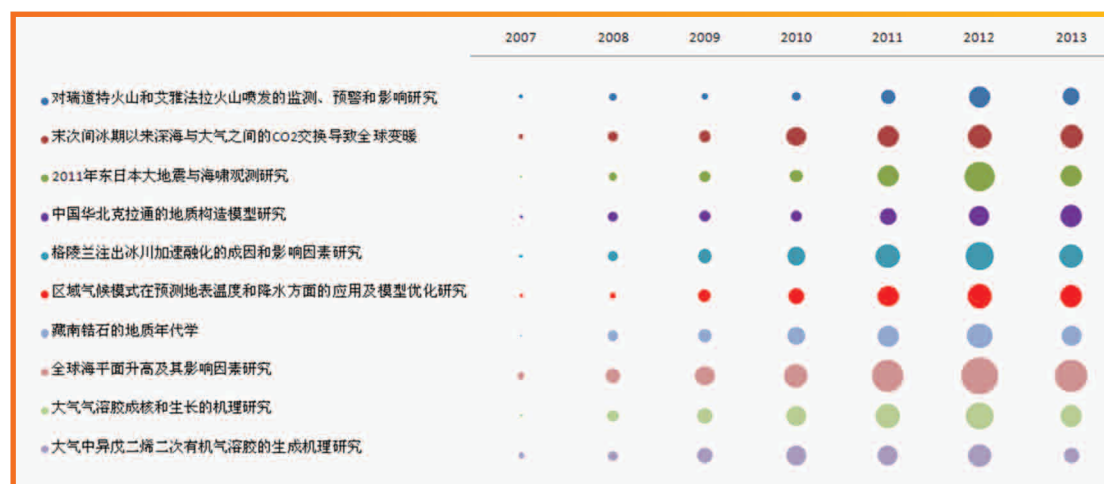 2007 2008 2009 2010 2011 2012 2013
对瑞道特火山和艾雅法拉火山喷发的监测、预警和影响研究
末次间冰期以来深海与大气之间的CO2交换导致全球变暖
2011年东日本大地震与海啸观测研究
中国华北克拉通的地质构造模型研究
格陵兰注出冰川加速融化的成因和影响因素研究
区域气候模式在预测地表温度和降水方面的应用及模型优化研究
藏南锆石的地质年代学
全球海平面升高及其影响因素研究
大气气溶胶成核和生长的机理研究
大气中异戊二烯二次有机气溶胶的生成机理研究